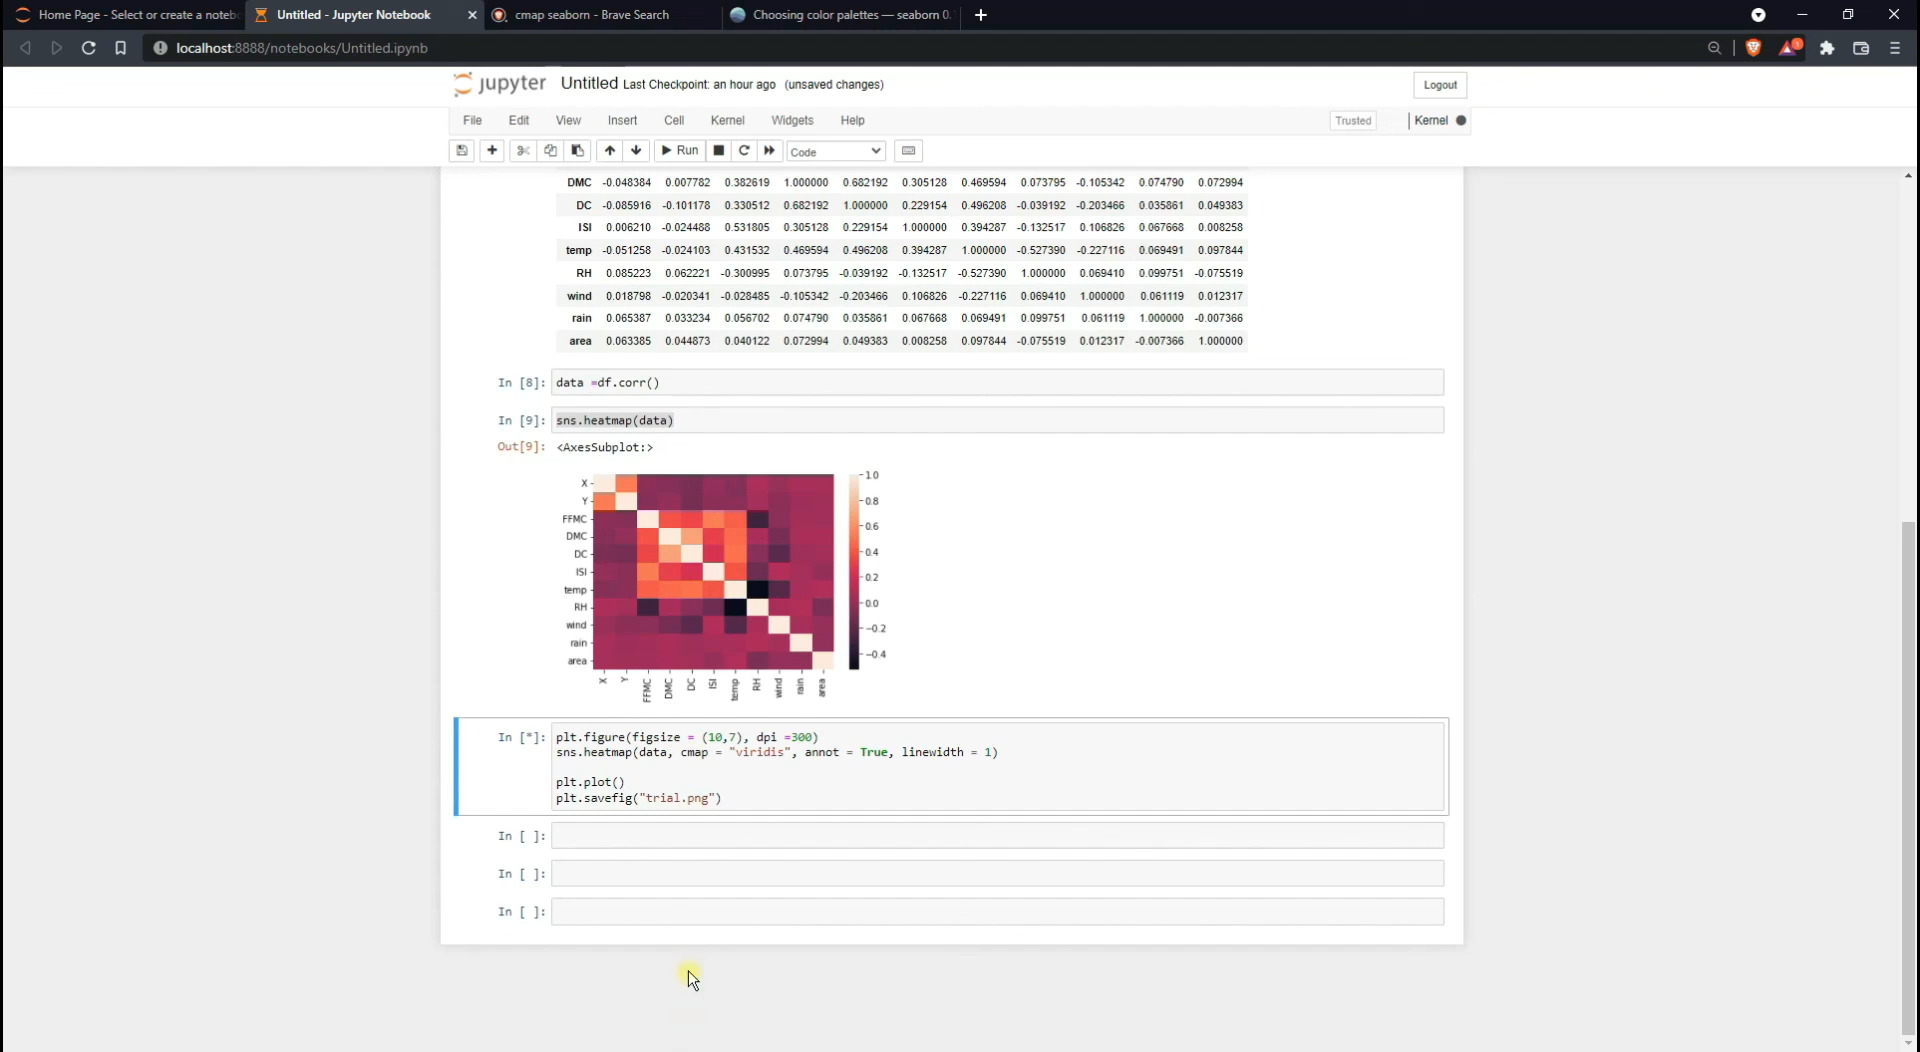 Home Page - Select or create a noteb
Untitled - Jupyter Notebook
cmap seaborn - Brave Search
Choosing color palettes — seaborn 0.
localhost:8888/notebooks/Untitled.ipynb
1
jupyter Untitled Last Checkpoint: an hour ago (unsaved changes)
Logout
File Edit View Insert Cell Kernel Widgets Help
Trusted
Kernel
Run
Code
DMC -0.048384 0.007782 0.382619 1.000000 0.682192 0.305128 0.469594 0.073795 -0.105342 0.074790 0.072994
DC -0.085916 -0.101178 0.330512 0.682192 1.000000 0.229154 0.496208 -0.039192 -0.203466 0.035861 0.049383
ISI 0.006210 -0.024488 0.531805 0.305128 0.229154 1.000000 0.394287 -0.132517 0.106826 0.067668 0.008258
temp -0.051258 -0.024103 0.431532 0.469594 0.496208 0.394287 1.000000 -0.527390 -0.227116 0.069491 0.097844
RH 0.085223 0.062221 -0.300995 0.073795 -0.039192 -0.132517 -0.527390 1.000000 0.069410 0.099751 -0.075519
wind 0.018798 -0.020341 -0.028485 -0.105342 -0.203466 0.106826 -0.227116 0.069410 1.000000 0.061119 0.012317
rain 0.065387 0.033234 0.056702 0.074790 0.035861 0.067668 0.069491 0.099751 0.061119 1.000000 -0.007366
area 0.063385 0.044873 0.040122 0.072994 0.049383 0.008258 0.097844 -0.075519 0.012317 -0.007366 1.000000
In [8]: data =df.corr()
In [9]: sns.heatmap(data)
Out[9]: <AxesSubplot:>
X
Y
FFMC
DMC
DC
ISI
temp
RH
wind
rain
area
X Y FFMC DMC DC ISI temp RH wind rain area
1.0
0.8
0.6
0.4
0.2
0.0
−0.2
−0.4
In [*]: plt.figure(figsize = (10,7), dpi =300)
sns.heatmap(data, cmap = "viridis", annot = True, linewidth = 1)
plt.plot()
plt.savefig("trial.png")
In [ ]:
In [ ]:
In [ ]: